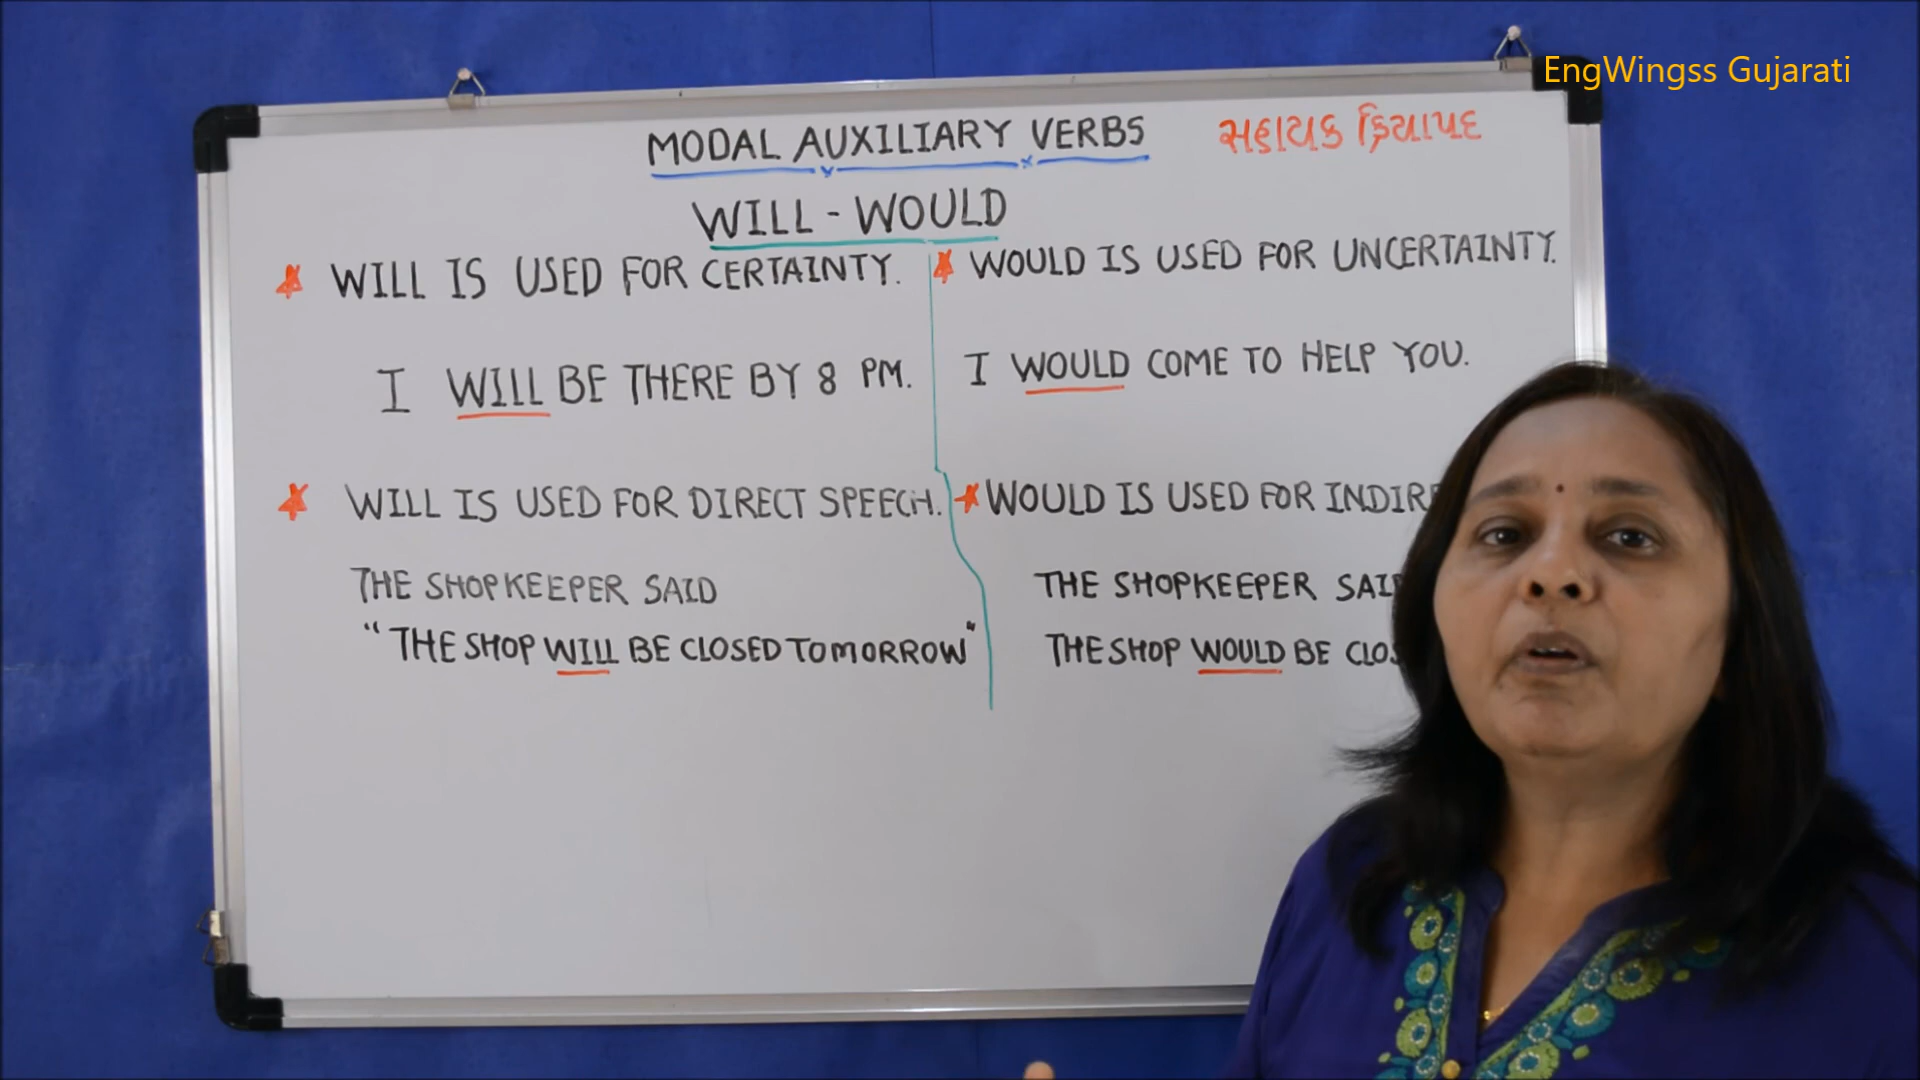 EngWingss Gujarati
MODAL AUXILIARY VERBS સહાયક ક્રિયાપદ
WILL - WOULD
WILL IS USED FOR CERTAINTY.
I WILL BE THERE BY 8 PM.
WILL IS USED FOR DIRECT SPEECH.
THE SHOPKEEPER SAID
"THE SHOP WILL BE CLOSED TOMORROW"
WOULD IS USED FOR UNCERTAINTY.
I WOULD COME TO HELP YOU.
WOULD IS USED FOR
THE SHOPKEEPER
THE SHOP WOULD BE